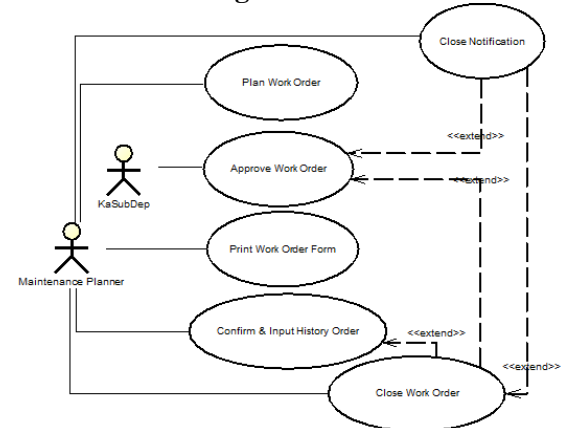 Close Notification
Plan Work Order
<<extend>>
Approve Work Order
<<extend>>
KaSubDep
Print Work Order Form
Maintenance Planner
Confirm & Input History Order
<<extend>>
<<extend>>
Close Work Order